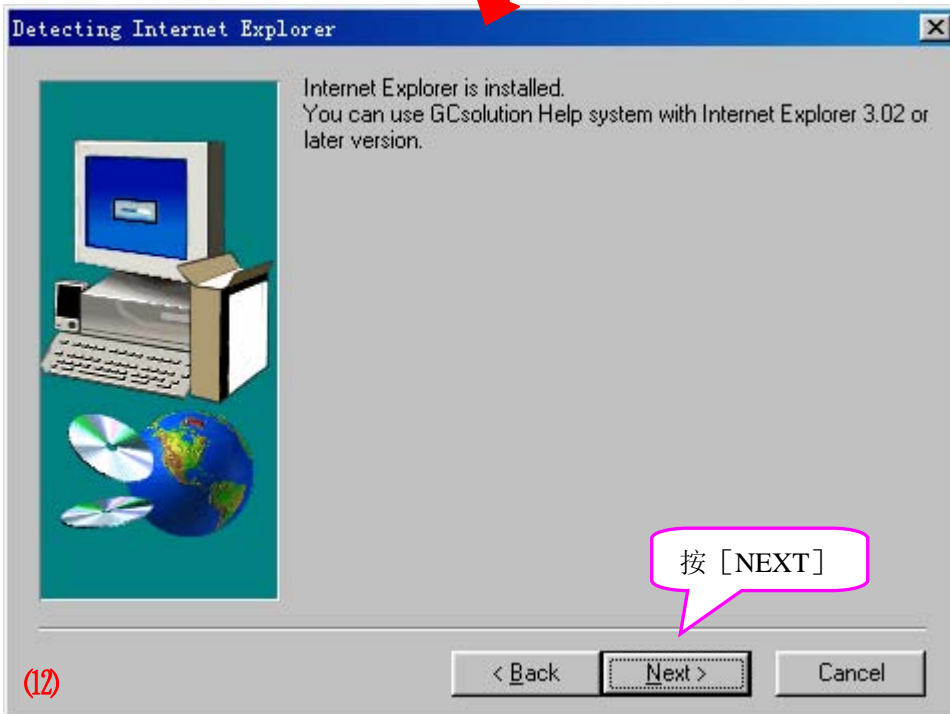 Detecting Internet Explorer
Internet Explorer is installed.
You can use GCsolution Help system with Internet Explorer 3.02 or
later version.
按［NEXT］
(12)
< Back
Next >
Cancel